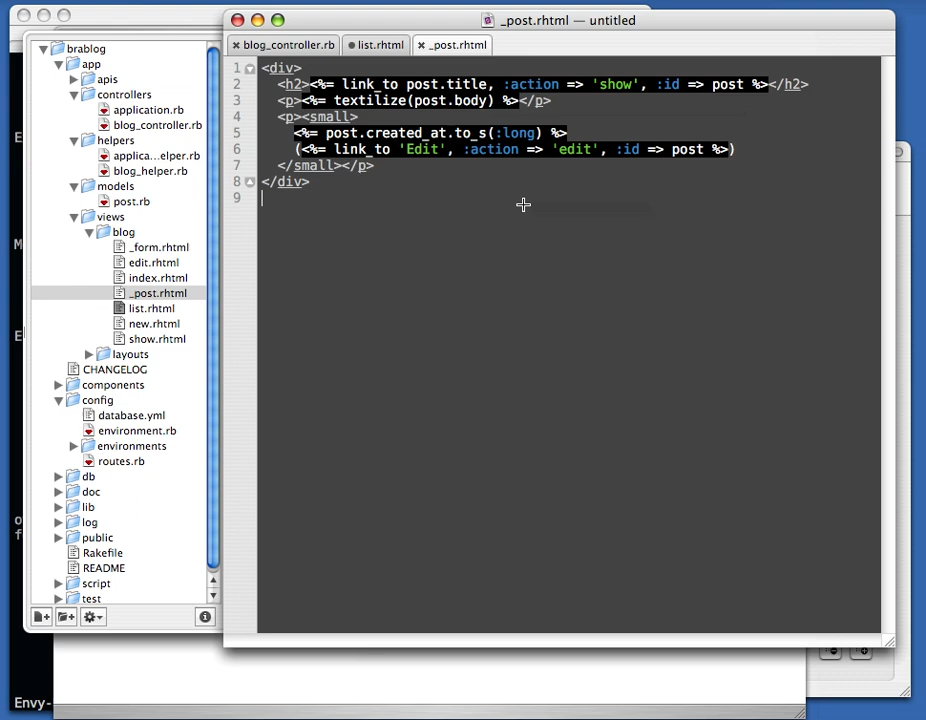 _post.rhtml — untitled
blog_controller.rb
list.rhtml
_post.rhtml
brablog
app
apis
controllers
application.rb
blog_controller.rb
helpers
applica…elper.rb
blog_helper.rb
models
post.rb
views
blog
_form.rhtml
edit.rhtml
index.rhtml
_post.rhtml
list.rhtml
new.rhtml
show.rhtml
layouts
CHANGELOG
components
config
database.yml
environment.rb
environments
routes.rb
db
doc
lib
log
public
Rakefile
README
script
test
1 <div>
2 <h2><%= link_to post.title, :action => 'show', :id => post %></h2>
3 <p><%= textilize(post.body) %></p>
4 <p><small>
5 <%= post.created_at.to_s(:long) %>
6 (<%= link_to 'Edit', :action => 'edit', :id => post %>)
7 </small></p>
8 </div>
9
Envy-